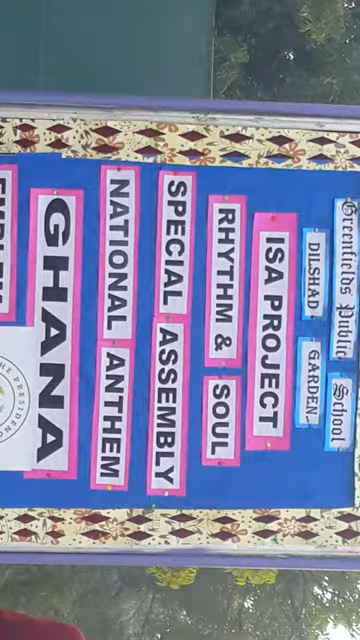 Greenfields Public School
DILSHAD GARDEN.
ISA PROJECT
RHYTHM & SOUL
SPECIAL ASSEMBLY
NATIONAL ANTHEM
GHANA